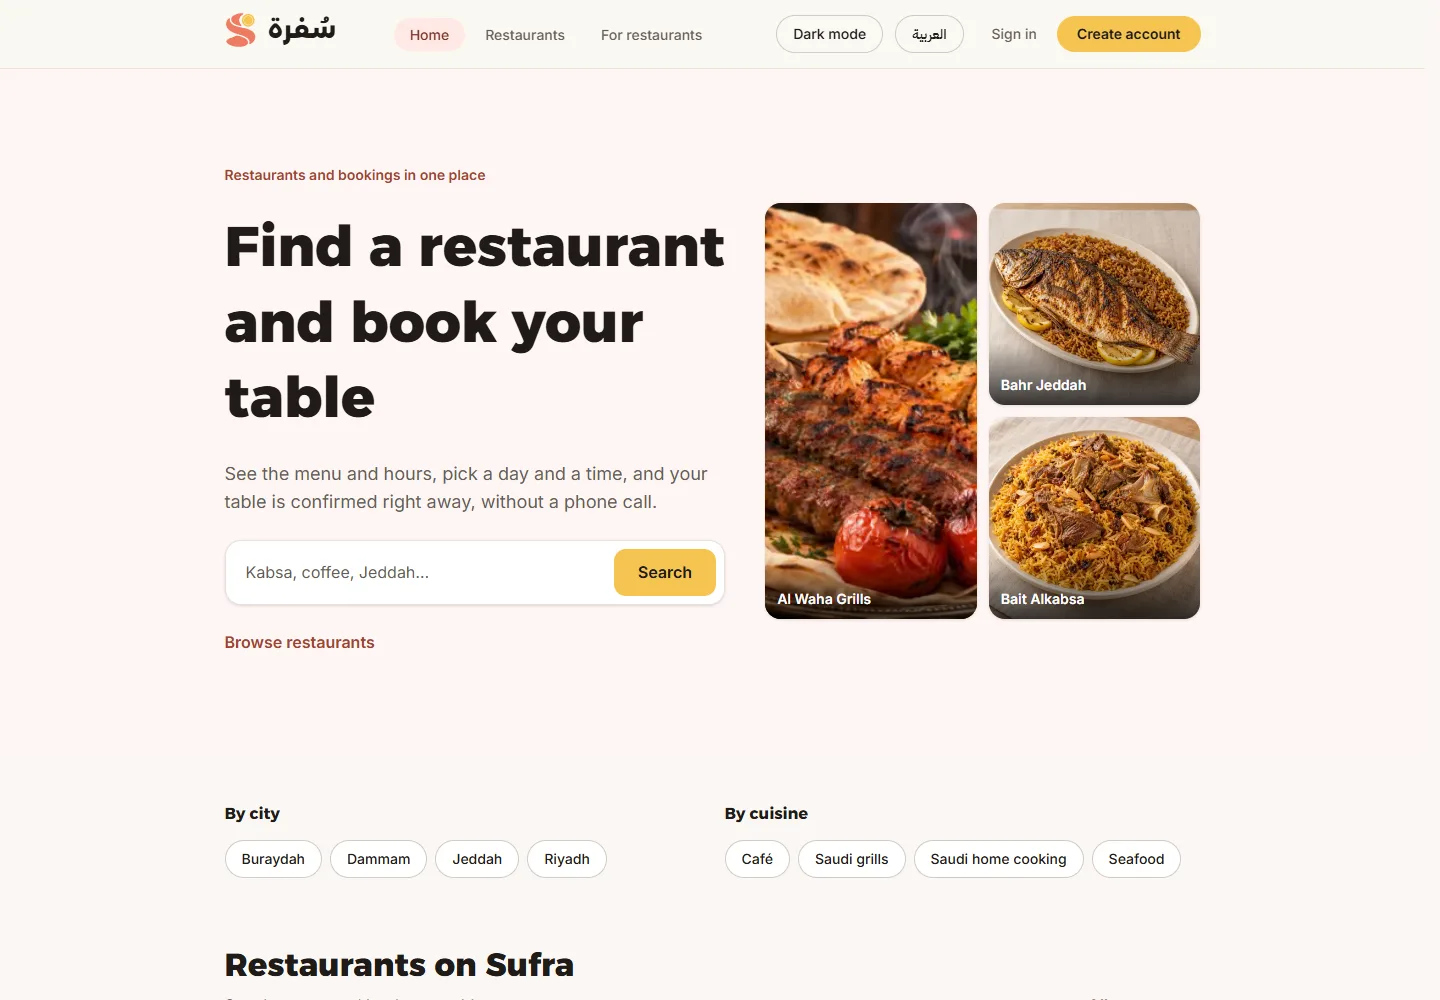 سُفرة
Home
Restaurants
For restaurants
Dark mode
العربية
Sign in
Create account
Restaurants and bookings in one place
Find a restaurant
and book your
table
See the menu and hours, pick a day and a time, and your
table is confirmed right away, without a phone call.
Kabsa, coffee, Jeddah...
Search
Browse restaurants
Al Waha Grills
Bahr Jeddah
Bait Alkabsa
By city
Buraydah
Dammam
Jeddah
Riyadh
By cuisine
Café
Saudi grills
Saudi home cooking
Seafood
Restaurants on Sufra